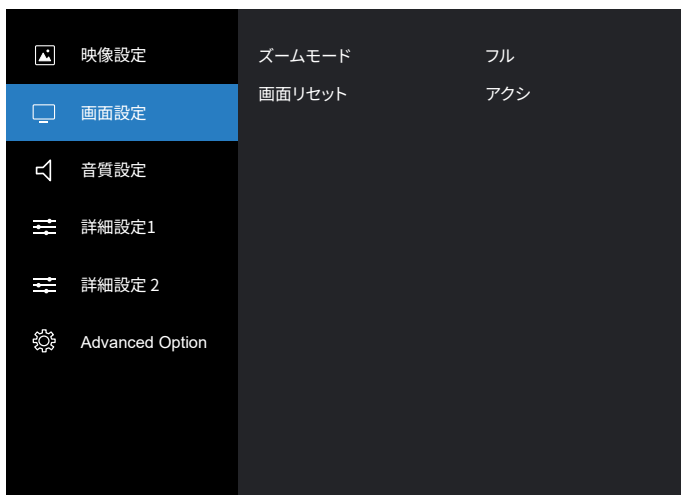 映像設定
画面設定
音質設定
詳細設定1
詳細設定 2
Advanced Option
ズームモード フル
画面リセット アクシ